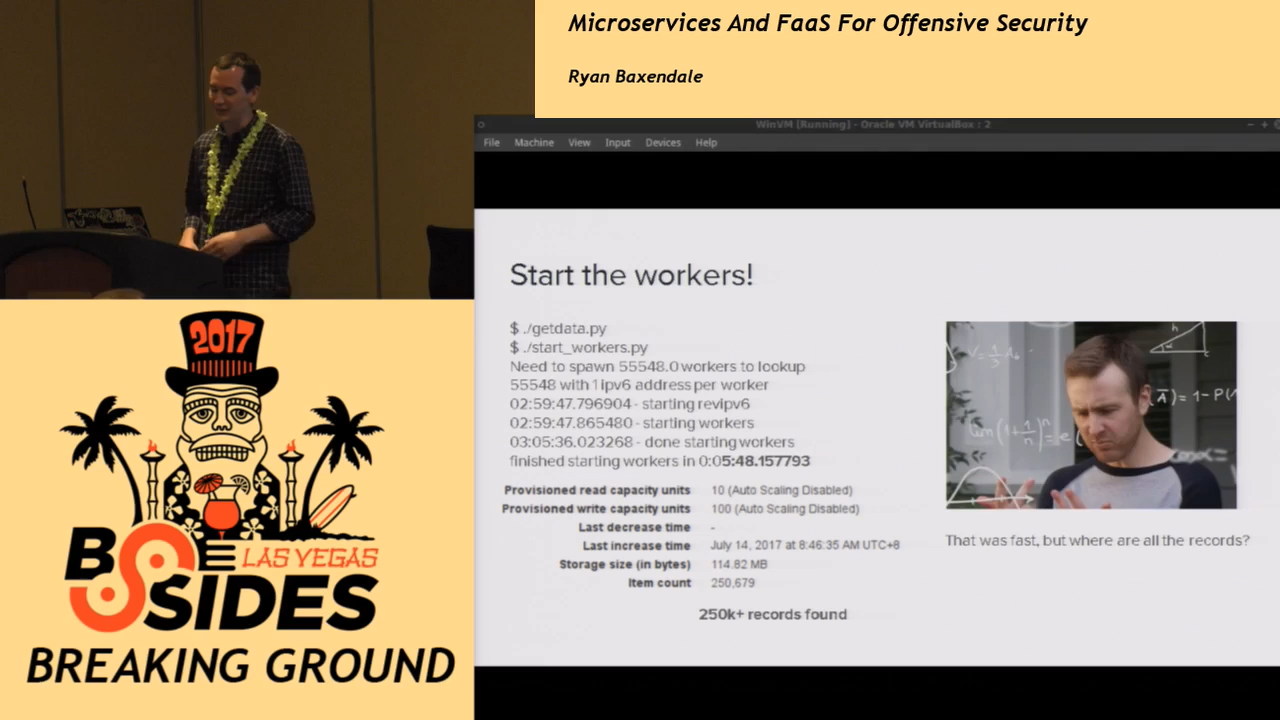 Microservices And FaaS For Offensive Security
Ryan Baxendale
WinVM [Running] - Oracle VM VirtualBox : 2
File Machine View Input Devices Help
Start the workers!
$ ./getdata.py
$ ./start_workers.py
Need to spawn 55548.0 workers to lookup
55548 with 1 ipv6 address per worker
02:59:47.796904 - starting revipv6
02:59:47.865480 - starting workers
03:05:36.023268 - done starting workers
finished starting workers in 0:05:48.157793
Provisioned read capacity units 10 (Auto Scaling Disabled)
Provisioned write capacity units 100 (Auto Scaling Disabled)
Last decrease time -
Last increase time July 14, 2017 at 8:46:35 AM UTC+8
Storage size (in bytes) 114.82 MB
Item count 250,679
250k+ records found
That was fast, but where are all the records?
2017
BSIDES
LAS VEGAS
BREAKING GROUND